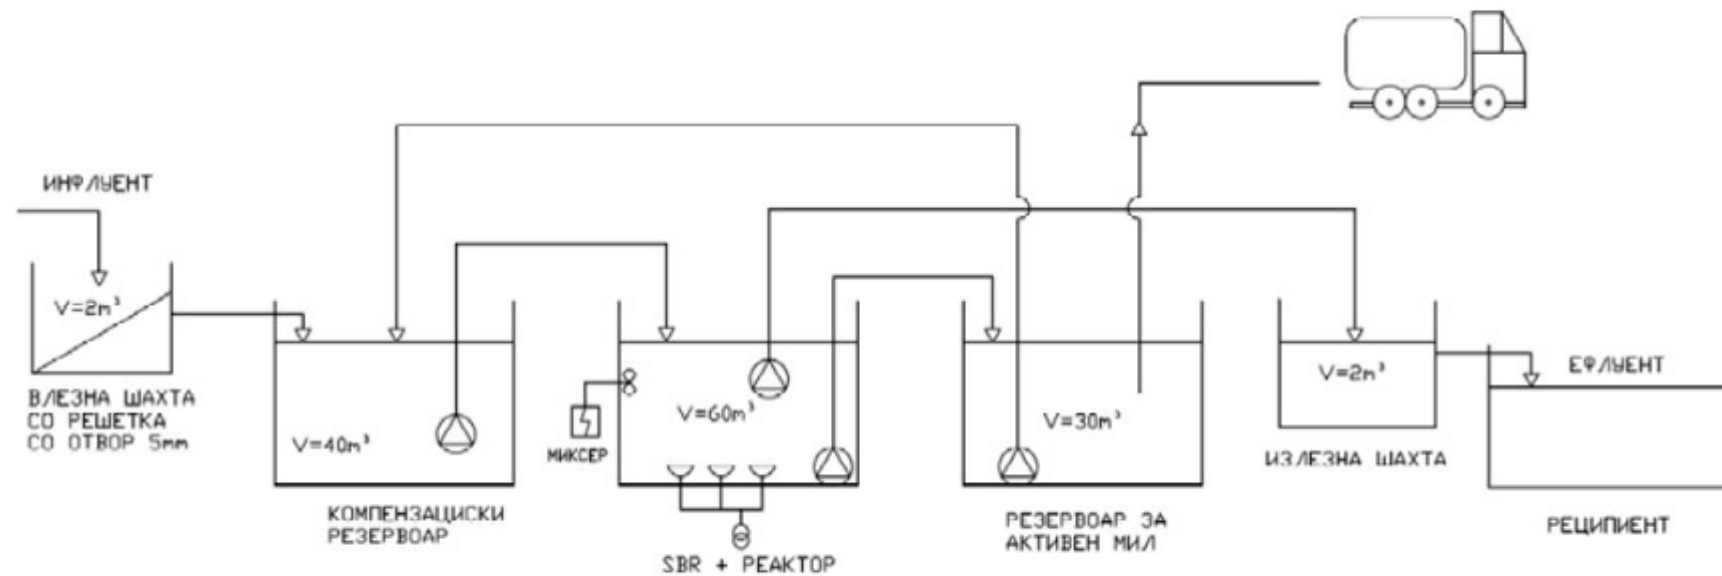 ИНФЛУЕНТ
V=2m³
ВЛЕЗНА ШАХТА
СО РЕШЕТКА
СО ОТВОР 5mm
V=40m³
КОМПЕНЗАЦИСКИ
РЕЗЕРВОАР
МИКСЕР
V=60m³
SBR + РЕАКТОР
V=30m³
РЕЗЕРВОАР ЗА
АКТИВЕН МИЛ
V=2m³
ИЗЛЕЗНА ШАХТА
ЕФЛУЕНТ
РЕЦИПИЕНТ